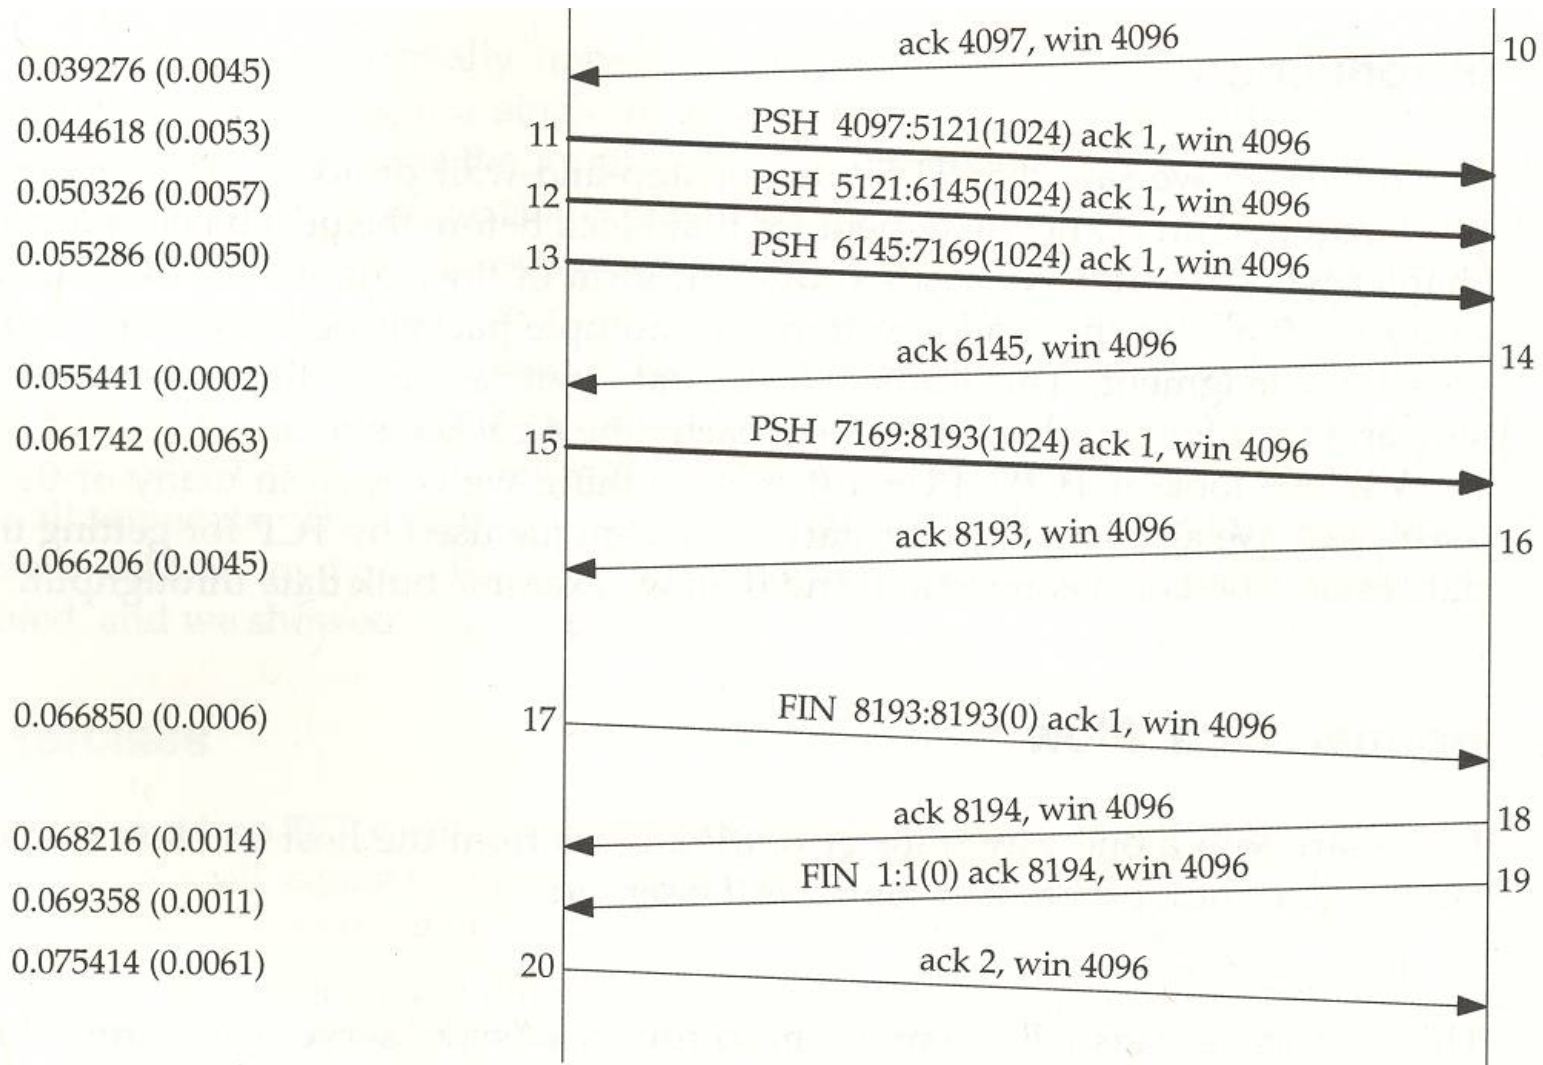 ack 4097, win 4096 10
0.039276 (0.0045)
0.044618 (0.0053) 11 PSH 4097:5121(1024) ack 1, win 4096
0.050326 (0.0057) 12 PSH 5121:6145(1024) ack 1, win 4096
0.055286 (0.0050) 13 PSH 6145:7169(1024) ack 1, win 4096
ack 6145, win 4096 14
0.055441 (0.0002)
0.061742 (0.0063) 15 PSH 7169:8193(1024) ack 1, win 4096
ack 8193, win 4096 16
0.066206 (0.0045)
0.066850 (0.0006) 17 FIN 8193:8193(0) ack 1, win 4096
ack 8194, win 4096 18
0.068216 (0.0014)
FIN 1:1(0) ack 8194, win 4096 19
0.069358 (0.0011)
0.075414 (0.0061) 20 ack 2, win 4096